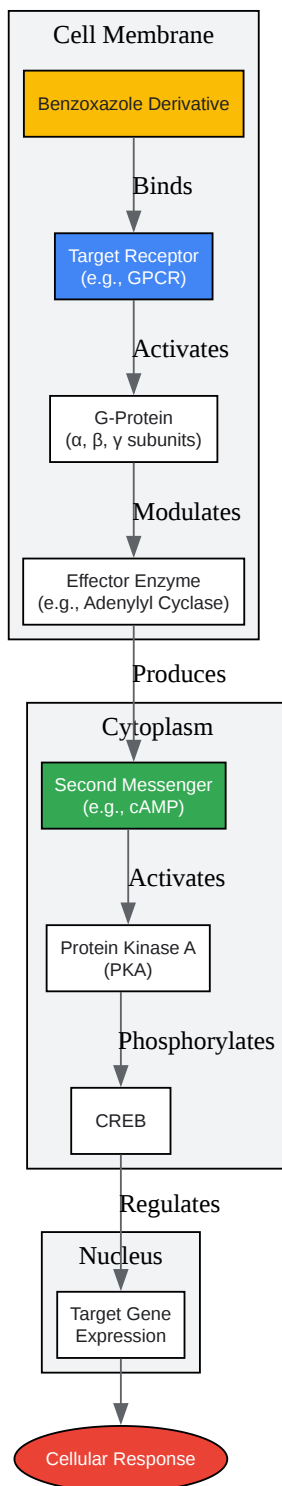 Cell Membrane
Benzoxazole Derivative
Binds
Target Receptor
(e.g., GPCR)
Activates
G-Protein
(α, β, γ subunits)
Modulates
Effector Enzyme
(e.g., Adenylyl Cyclase)
Produces
Cytoplasm
Second Messenger
(e.g., cAMP)
Activates
Protein Kinase A
(PKA)
Phosphorylates
CREB
Regulates
Nucleus
Target Gene
Expression
Cellular Response